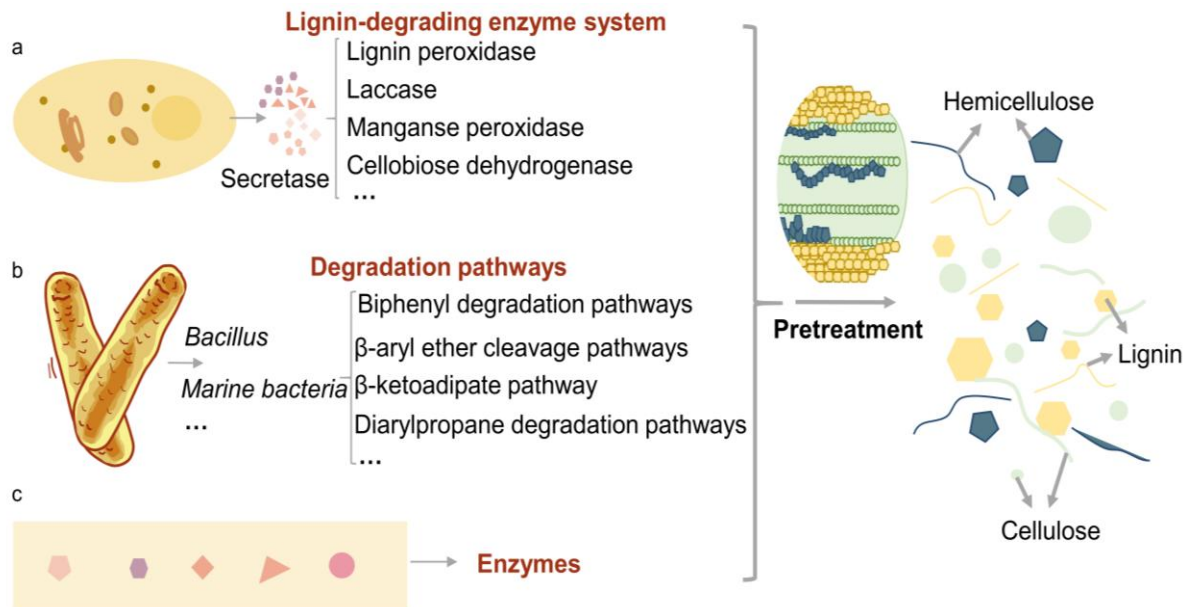 a
Lignin-degrading enzyme system
Lignin peroxidase
Laccase
Manganse peroxidase
Cellobiose dehydrogenase
...
Secretase
b
Degradation pathways
Bacillus
Marine bacteria
...
Biphenyl degradation pathways
β-aryl ether cleavage pathways
β-ketoadipate pathway
Diarylpropane degradation pathways
...
c
Enzymes
Pretreatment
Hemicellulose
Lignin
Cellulose